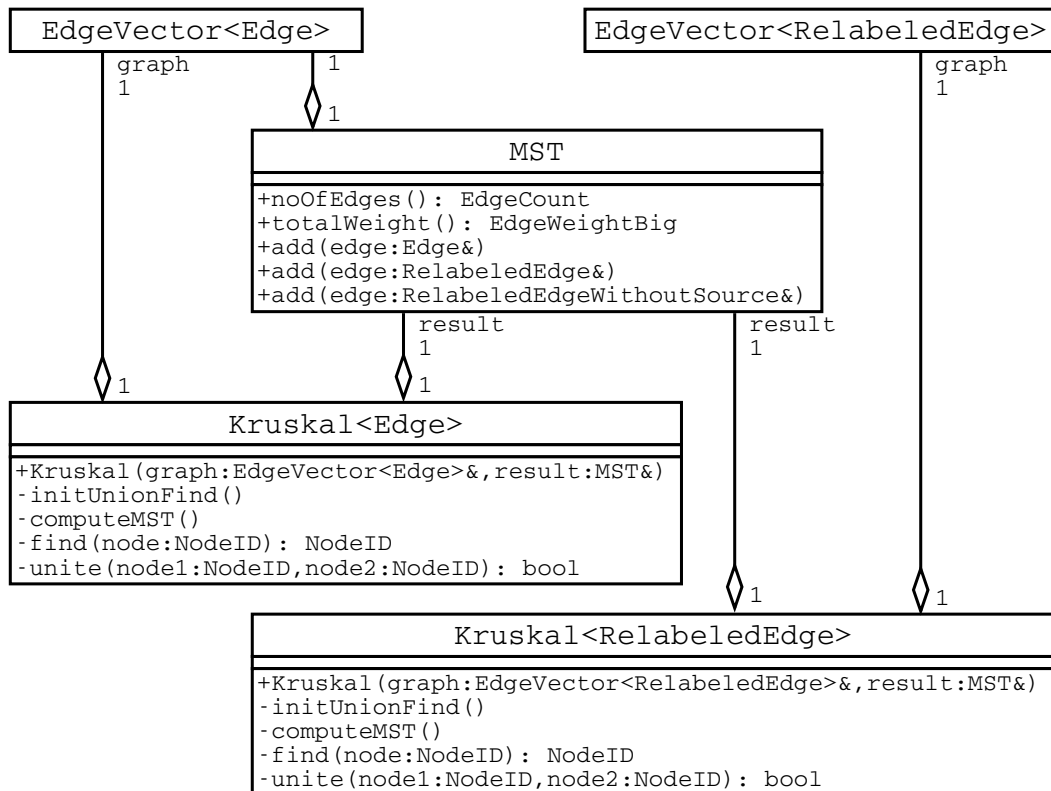 EdgeVector<Edge>
EdgeVector<RelabeledEdge>
graph
1
1
graph
1
1
MST
+noOfEdges(): EdgeCount
+totalWeight(): EdgeWeightBig
+add(edge:Edge&)
+add(edge:RelabeledEdge&)
+add(edge:RelabeledEdgeWithoutSource&)
result
1
result
1
1
1
Kruskal<Edge>
+Kruskal(graph:EdgeVector<Edge>&,result:MST&)
-initUnionFind()
-computeMST()
-find(node:NodeID): NodeID
-unite(node1:NodeID,node2:NodeID): bool
1
1
Kruskal<RelabeledEdge>
+Kruskal(graph:EdgeVector<RelabeledEdge>&,result:MST&)
-initUnionFind()
-computeMST()
-find(node:NodeID): NodeID
-unite(node1:NodeID,node2:NodeID): bool